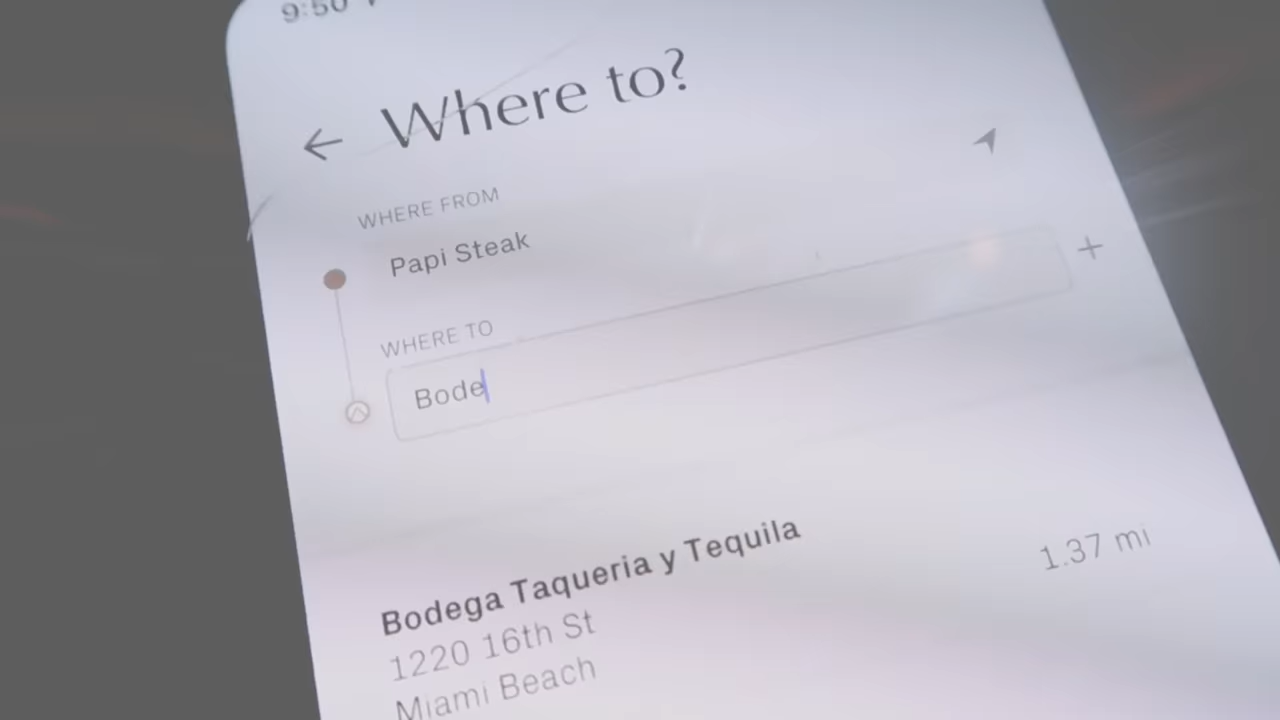 9:50
Where to?
WHERE FROM
Papi Steak
WHERE TO
Bode
Bodega Taqueria y Tequila
1.37 mi
1220 16th St
Miami Beach